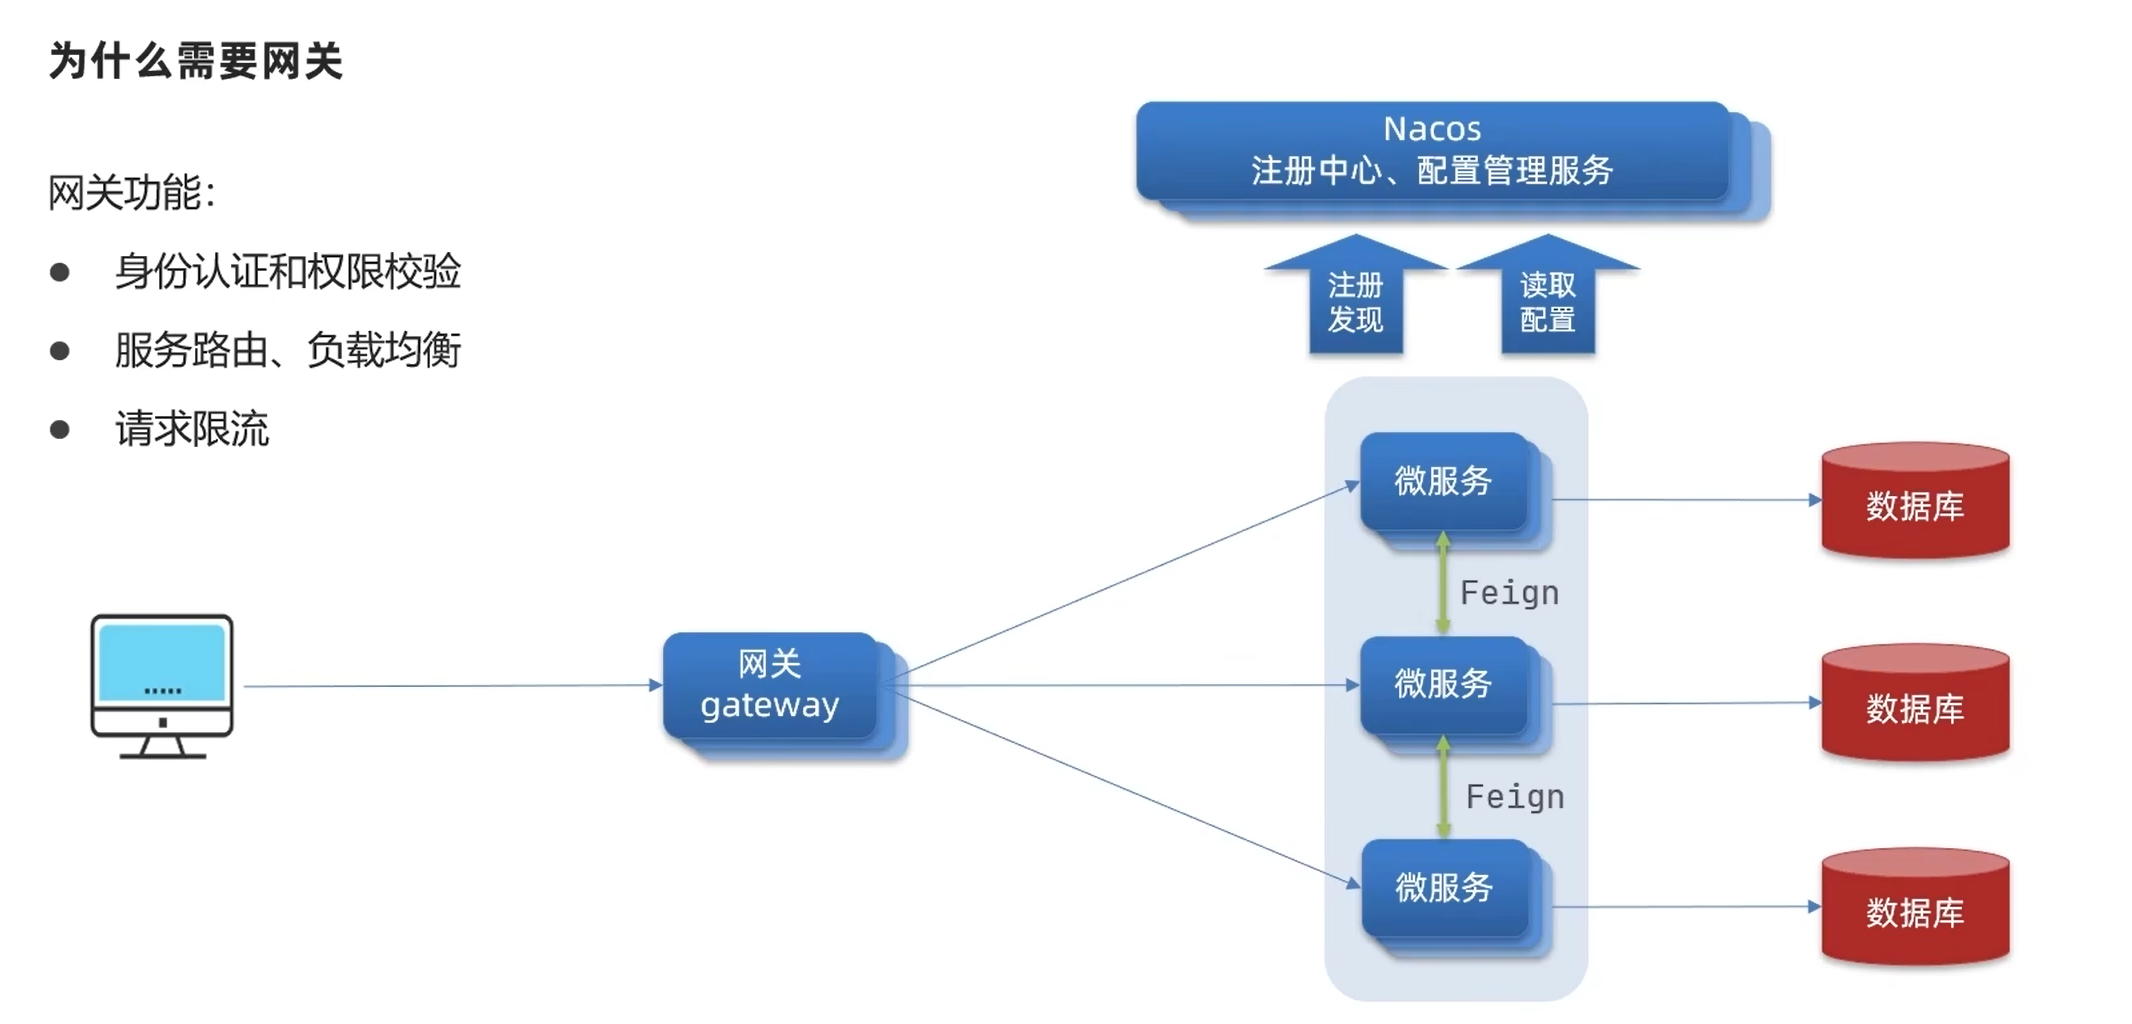 为什么需要网关
网关功能：
身份认证和权限校验
服务路由、负载均衡
请求限流
Nacos
注册中心、配置管理服务
注册
发现
读取
配置
微服务
数据库
Feign
网关
gateway
微服务
数据库
Feign
微服务
数据库